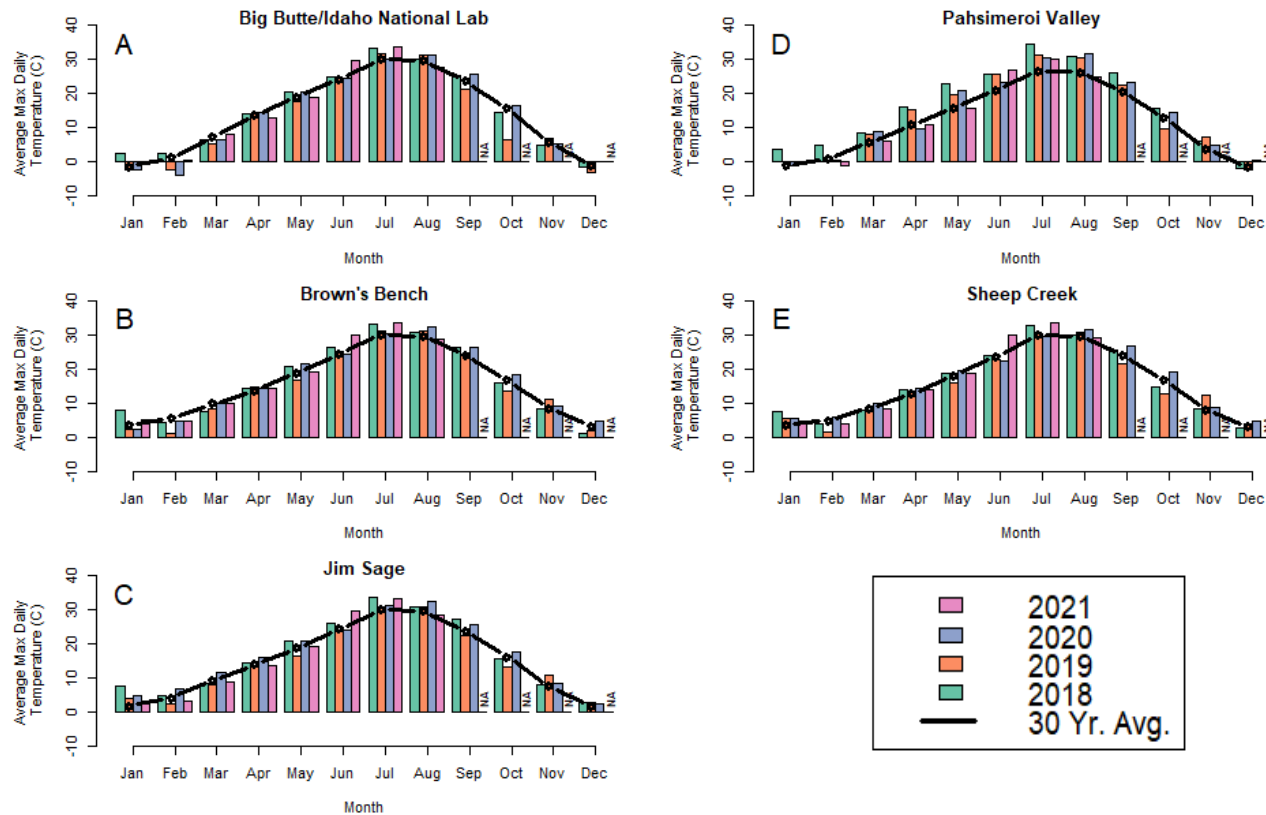 Big Butte/Idaho National Lab
A
Average Max Daily
Temperature (C)
40
30
20
10
0
-10
NA
NA
NA
NA
Jan Feb Mar Apr May Jun Jul Aug Sep Oct Nov Dec
Month
Brown's Bench
B
Average Max Daily
Temperature (C)
40
30
20
10
0
-10
NA
NA
NA
NA
Jan Feb Mar Apr May Jun Jul Aug Sep Oct Nov Dec
Month
Jim Sage
C
Average Max Daily
Temperature (C)
40
30
20
10
0
-10
NA
NA
NA
NA
Jan Feb Mar Apr May Jun Jul Aug Sep Oct Nov Dec
Month
Pahsimeroi Valley
D
Average Max Daily
Temperature (C)
40
30
20
10
0
-10
NA
NA
NA
NA
Jan Feb Mar Apr May Jun Jul Aug Sep Oct Nov Dec
Month
Sheep Creek
E
Average Max Daily
Temperature (C)
40
30
20
10
0
-10
NA
NA
NA
NA
Jan Feb Mar Apr May Jun Jul Aug Sep Oct Nov Dec
Month
2021
2020
2019
2018
30 Yr. Avg.